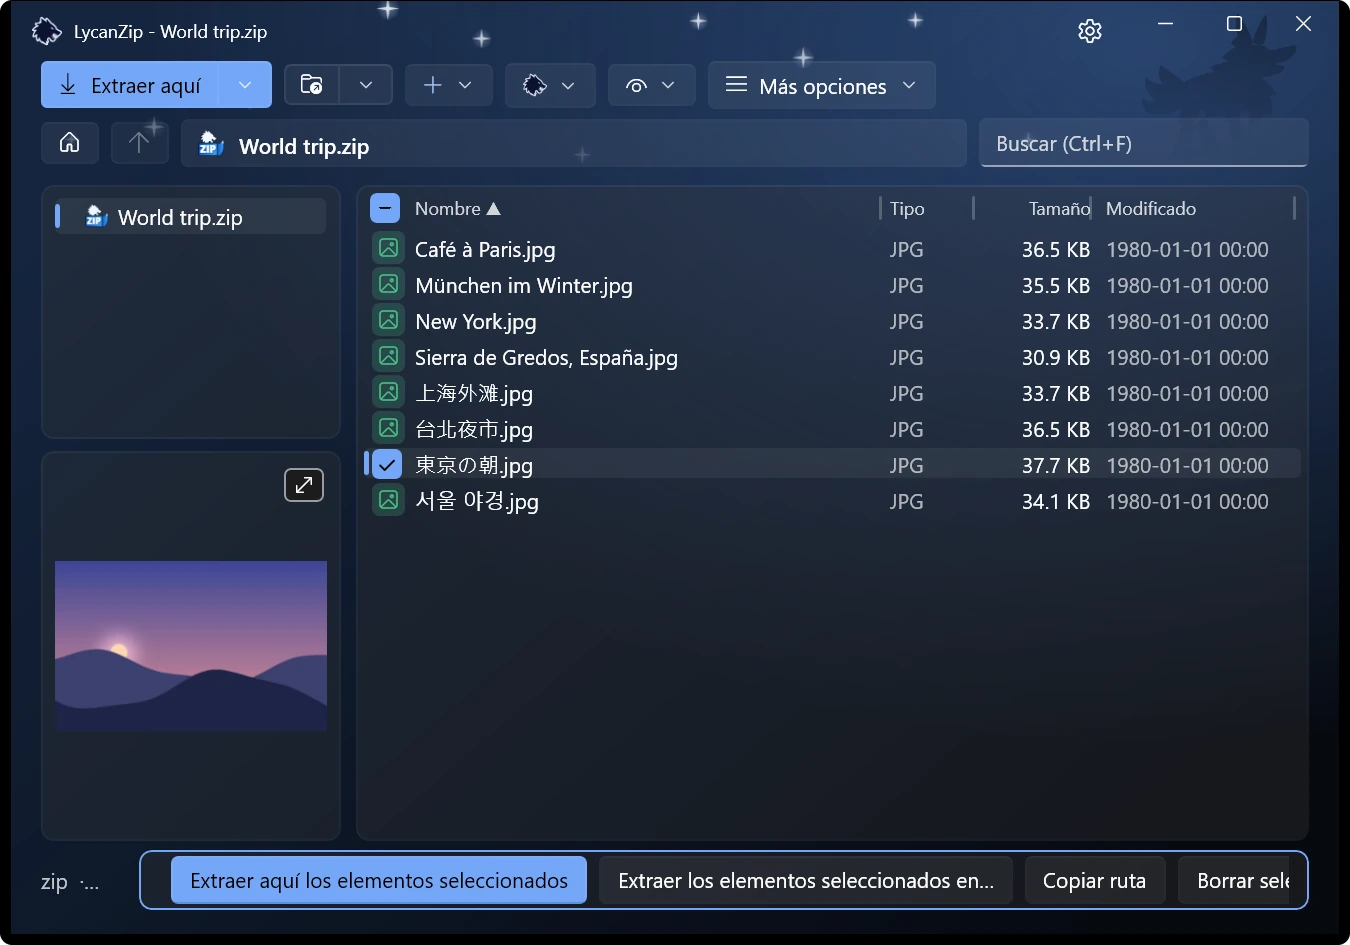 LycanZip - World trip.zip
Extraer aquí
Más opciones
World trip.zip
Buscar (Ctrl+F)
World trip.zip
Nombre Tipo Tamaño Modificado
Café à Paris.jpg JPG 36.5 KB 1980-01-01 00:00
München im Winter.jpg JPG 35.5 KB 1980-01-01 00:00
New York.jpg JPG 33.7 KB 1980-01-01 00:00
Sierra de Gredos, España.jpg JPG 30.9 KB 1980-01-01 00:00
上海外滩.jpg JPG 33.7 KB 1980-01-01 00:00
台北夜市.jpg JPG 36.5 KB 1980-01-01 00:00
東京の朝.jpg JPG 37.7 KB 1980-01-01 00:00
서울 야경.jpg JPG 34.1 KB 1980-01-01 00:00
zip ·... Extraer aquí los elementos seleccionados Extraer los elementos seleccionados en... Copiar ruta Borrar sele